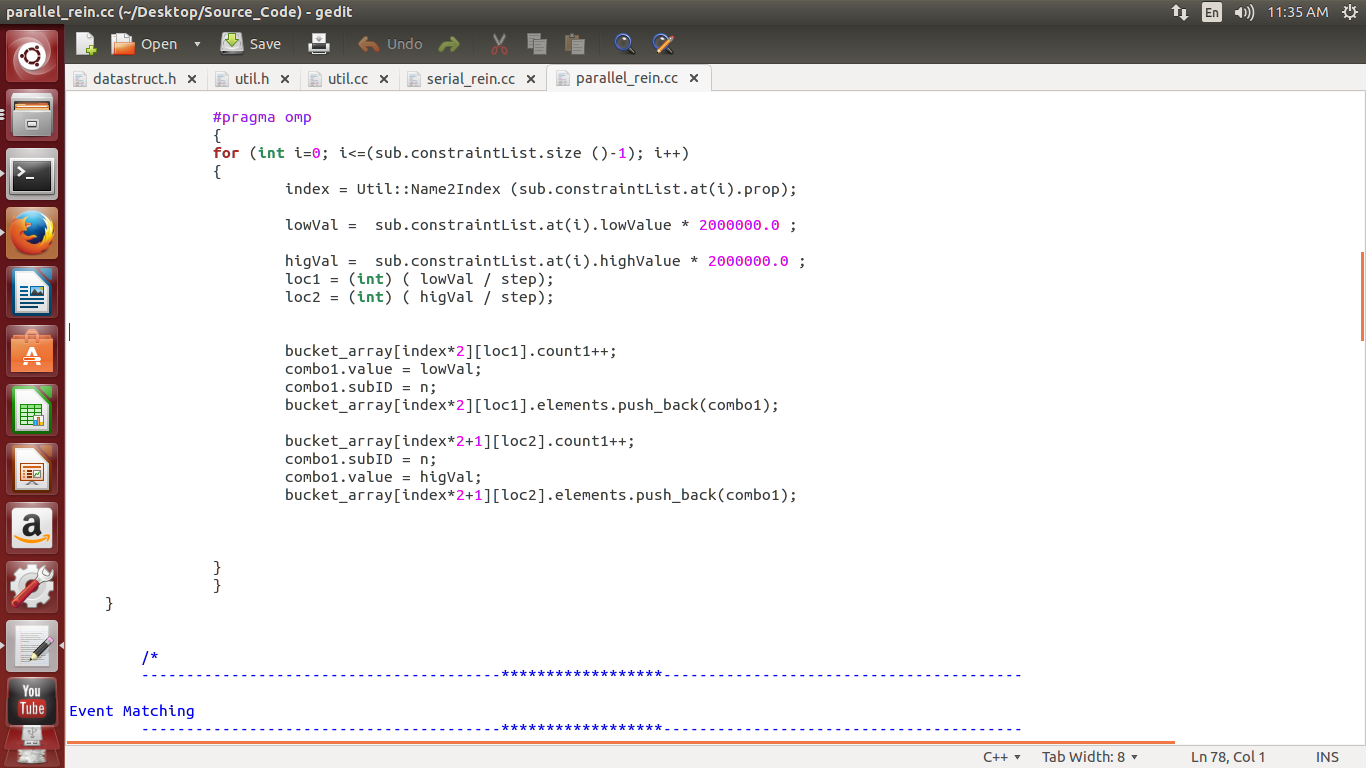 parallel_rein.cc (~/Desktop/Source_Code) - gedit
En
11:35 AM
Open
Save
Undo
datastruct.h
util.h
util.cc
serial_rein.cc
parallel_rein.cc
#pragma omp
{
for (int i=0; i<=(sub.constraintList.size ()-1); i++)
{
index = Util::Name2Index (sub.constraintList.at(i).prop);
lowVal =  sub.constraintList.at(i).lowValue * 2000000.0 ;
higVal =  sub.constraintList.at(i).highValue * 2000000.0 ;
loc1 = (int) ( lowVal / step);
loc2 = (int) ( higVal / step);
bucket_array[index*2][loc1].count1++;
combo1.value = lowVal;
combo1.subID = n;
bucket_array[index*2][loc1].elements.push_back(combo1);
bucket_array[index*2+1][loc2].count1++;
combo1.subID = n;
combo1.value = higVal;
bucket_array[index*2+1][loc2].elements.push_back(combo1);
}
}
}
/*
----------------------------------------******************----------------------------------------
Event Matching
----------------------------------------******************----------------------------------------
You
Tube
C++
Tab Width: 8
Ln 78, Col 1
INS